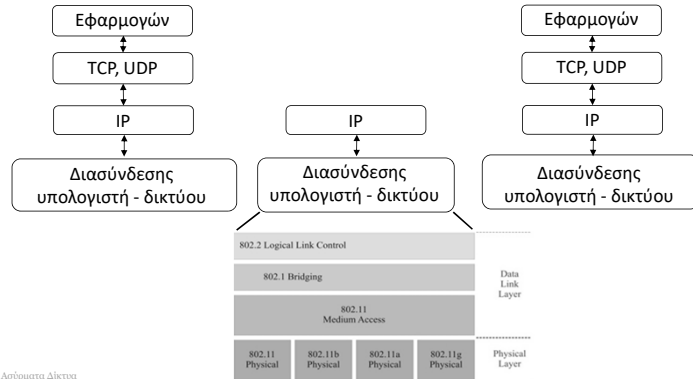 Εφαρμογών
TCP, UDP
IP
Διασύνδεσης
υπολογιστή - δικτύου
IP
Διασύνδεσης
υπολογιστή - δικτύου
Εφαρμογών
TCP, UDP
IP
Διασύνδεσης
υπολογιστή - δικτύου
802.2 Logical Link Control
802.1 Bridging
802.11
Medium Access
Data
Link
Layer
802.11
Physical
802.11b
Physical
802.11a
Physical
802.11g
Physical
Physical
Layer
Ασύρματα Δίκτυα